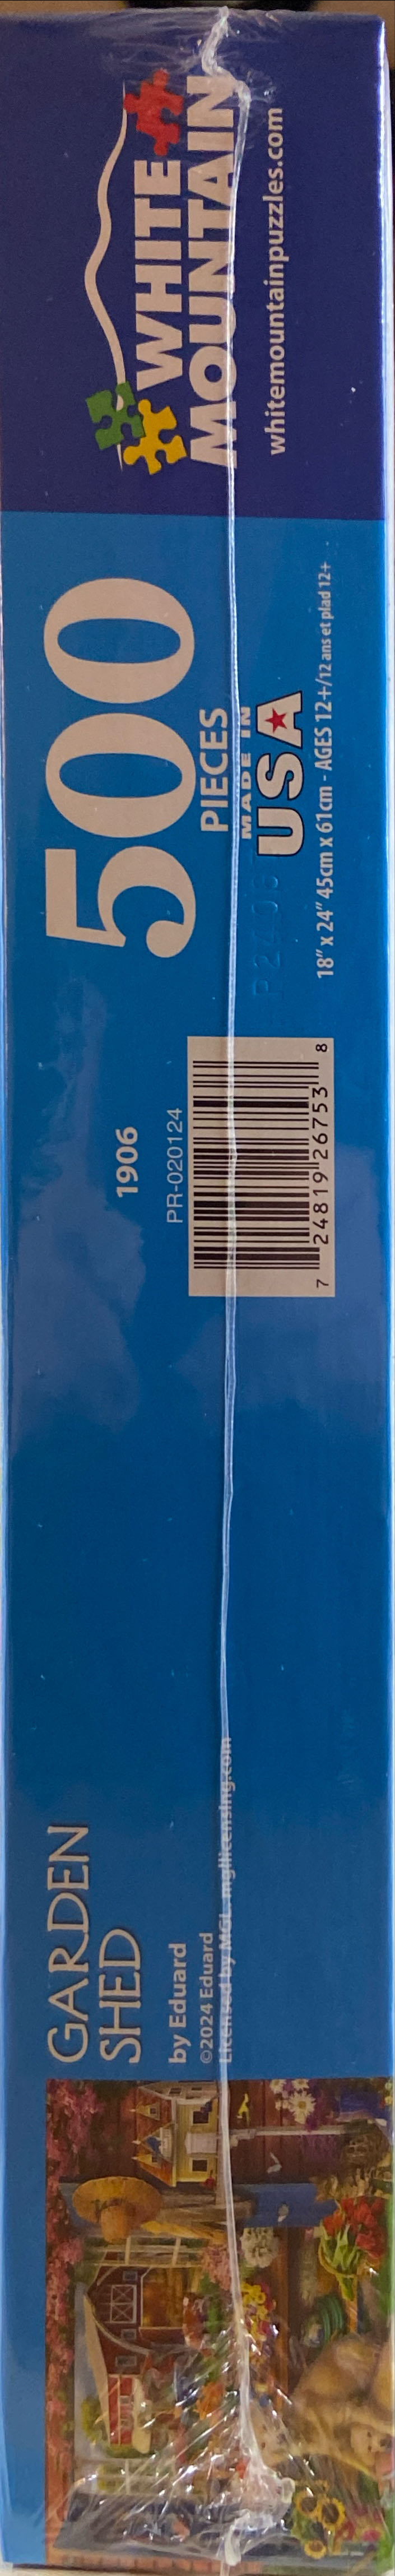 GARDEN
SHED
by Eduard
©2024 Eduard
Licensed by MGL mgllicensing.com
1906
PR-020124
7 24819 26753 8
500
PIECES
MADE IN
USA
18" x 24" 45cm x 61cm - AGES 12+/12 ans et plad 12+
WHITE
MOUNTAIN
whitemountainpuzzles.com